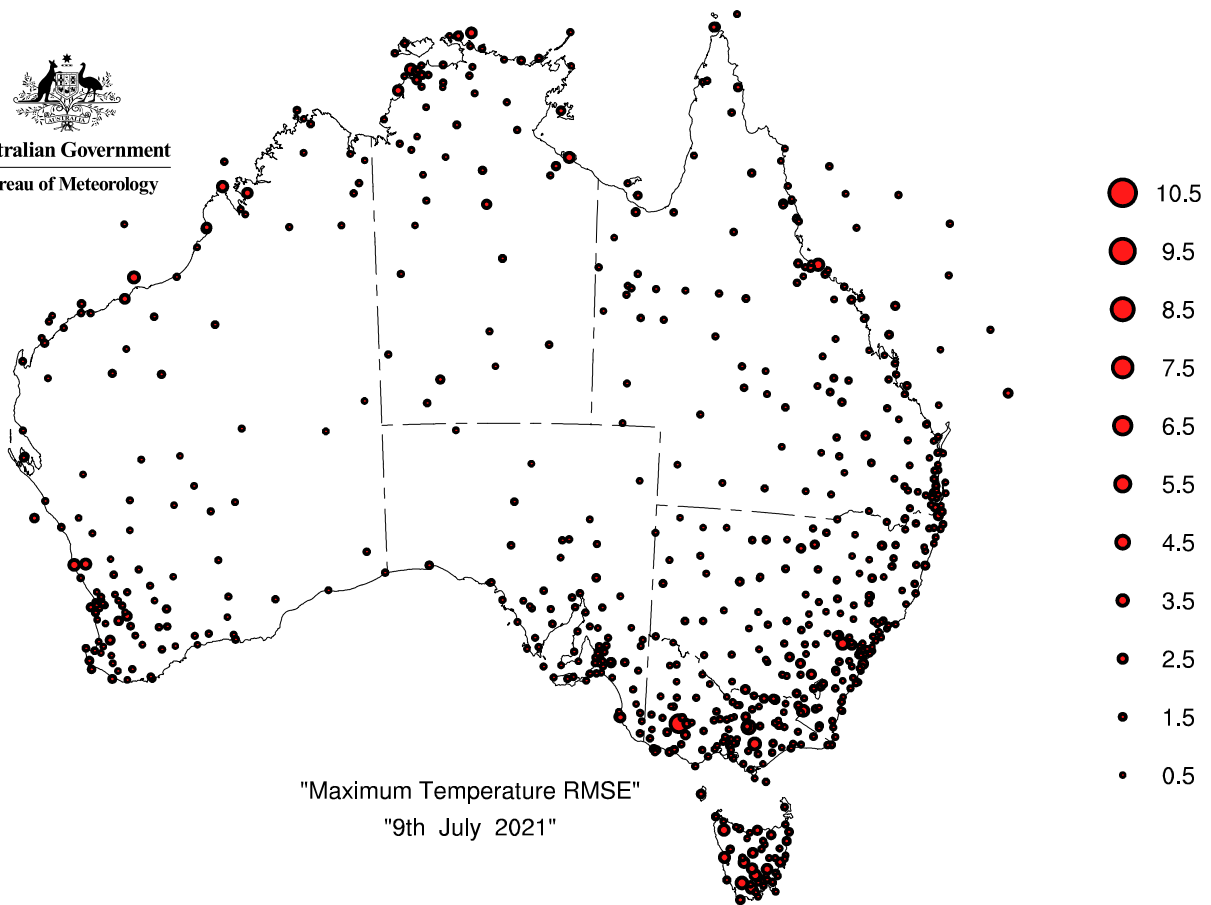 AUSTRALIA
tralian Government
reau of Meteorology
10.5
9.5
8.5
7.5
6.5
5.5
4.5
3.5
2.5
1.5
0.5
"Maximum Temperature RMSE"
"9th July 2021"